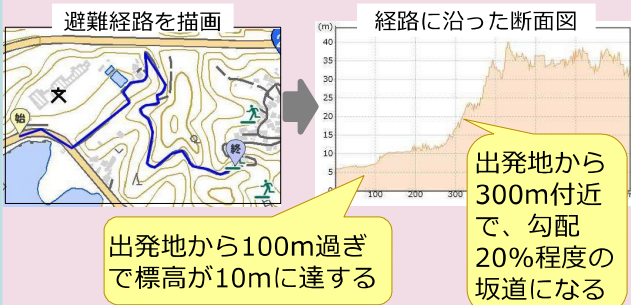 避難経路を描画
経路に沿った断面図
始
文
終
(m)
40
35
30
25
20
15
10
5
100
200
300
出発地から100m過ぎ
で標高が10mに達する
出発地から
300m付近
で、勾配
20%程度の
坂道になる